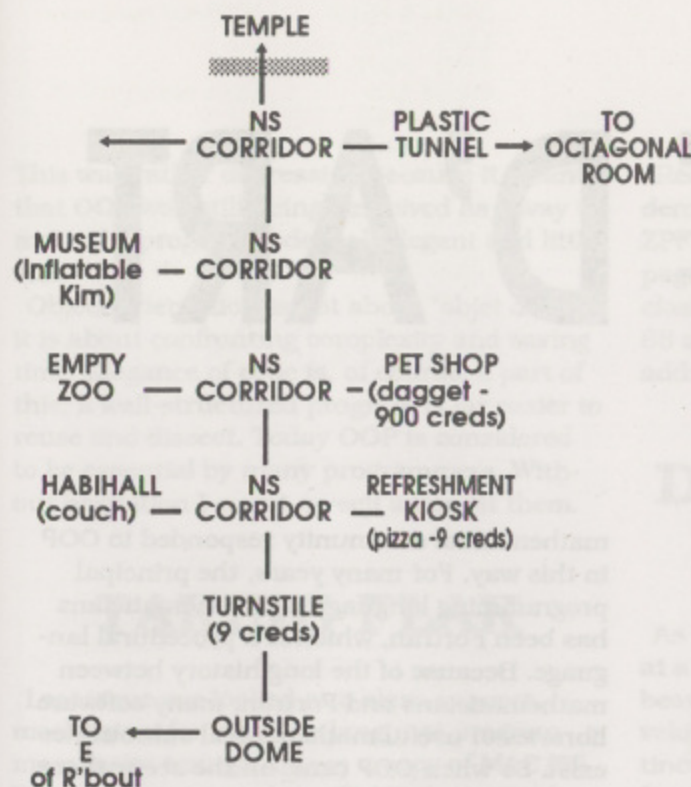 TEMPLE
NS
CORRIDOR
PLASTIC
TUNNEL
TO
OCTAGONAL
ROOM
MUSEUM
(Inflatable
Kim)
NS
CORRIDOR
EMPTY
ZOO
NS
CORRIDOR
PET SHOP
(dagget -
900 creds)
HABIHALL
(couch)
NS
CORRIDOR
REFRESHMENT
KIOSK
(pizza -9 creds)
TURNSTILE
(9 creds)
TO
E
of R'bout
OUTSIDE
DOME